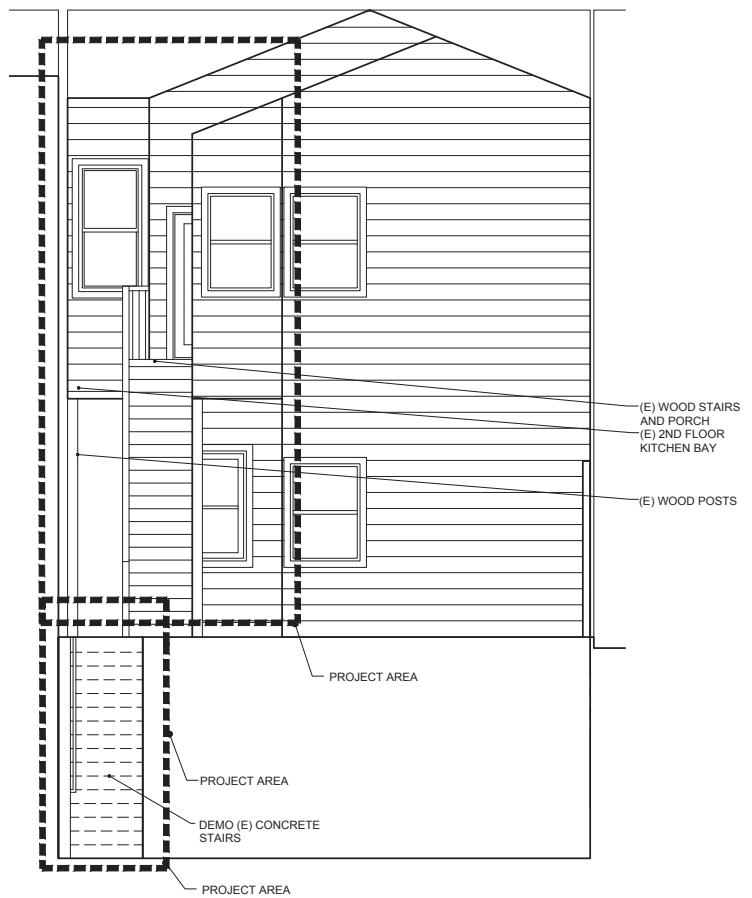 (E) WOOD STAIRS
AND PORCH
(E) 2ND FLOOR
KITCHEN BAY
(E) WOOD POSTS
PROJECT AREA
PROJECT AREA
DEMO (E) CONCRETE
STAIRS
PROJECT AREA